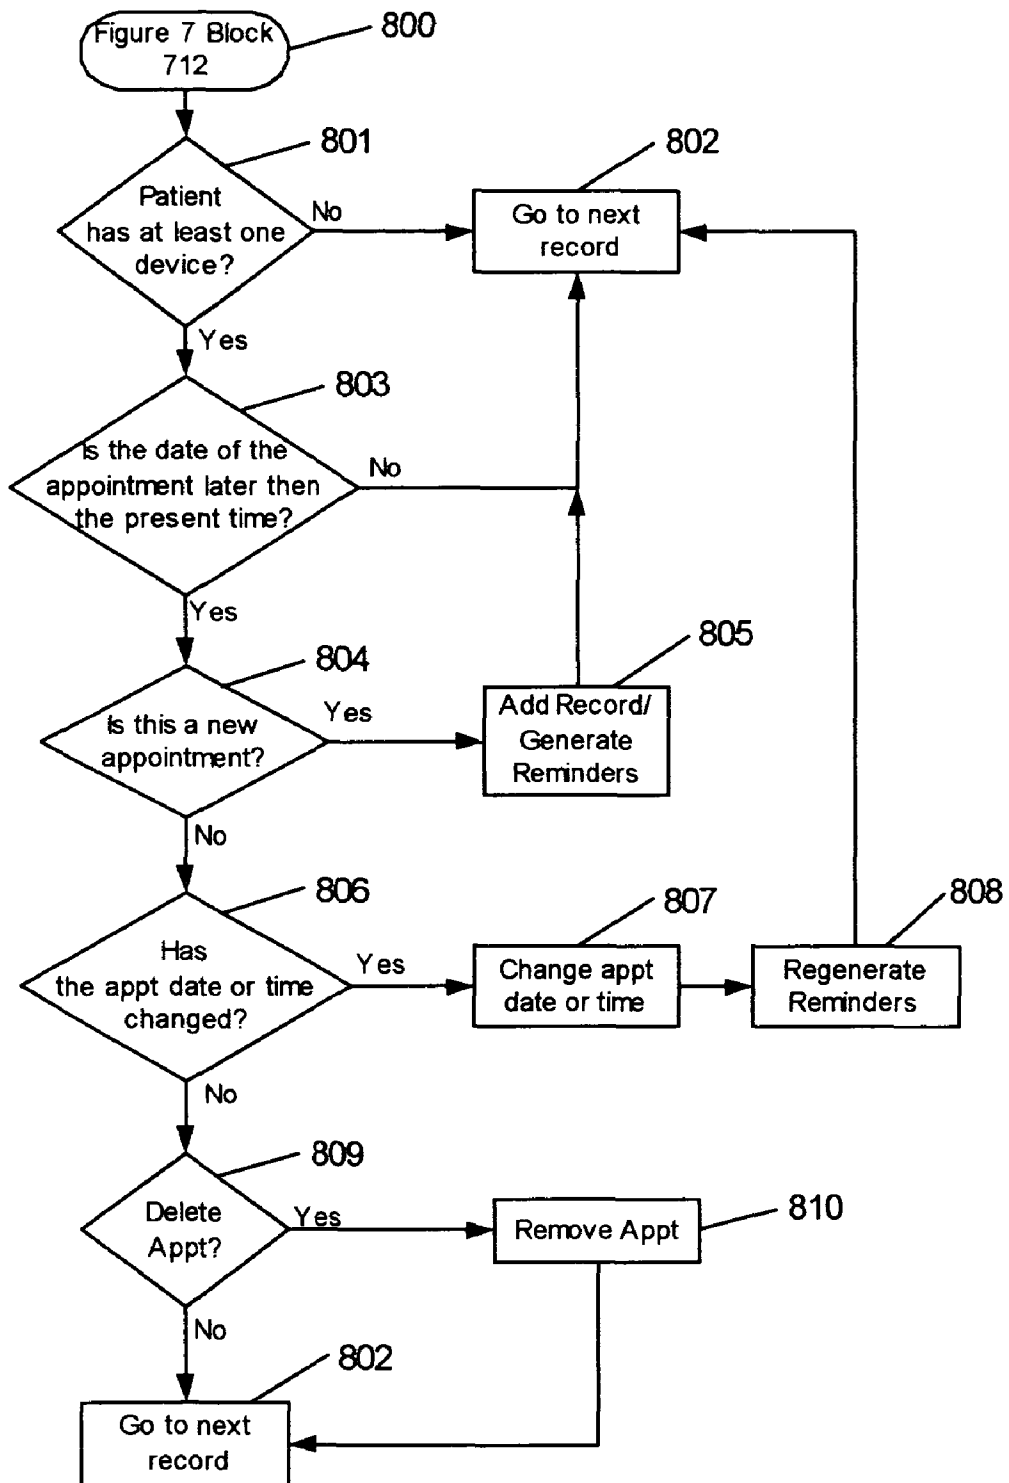 Figure 7 Block
712
800
801
Patient
has at least one
device?
No
802
Go to next
record
Yes
803
Is the date of the
appointment later then
the present time?
No
Yes
804
Is this a new
appointment?
Yes
805
Add Record/
Generate
Reminders
No
806
Has
the appt date or time
changed?
Yes
807
Change appt
date or time
808
Regenerate
Reminders
No
809
Delete
Appt?
Yes
Remove Appt
810
No
802
Go to next
record